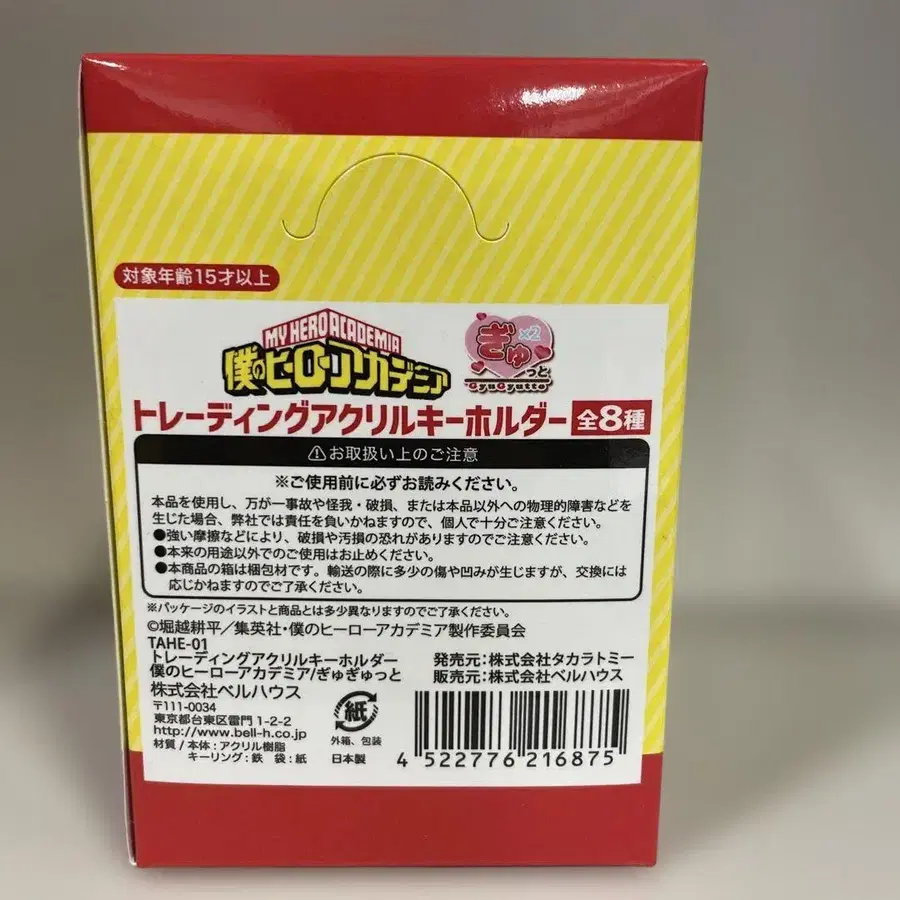 対象年齢15才以上
MY HERO ACADEMIA
僕のヒーローアカデミア
ぎゅっと x2
GyuGyutto
トレーディングアクリルキーホルダー 全8種
⚠お取扱い上のご注意
※ご使用前に必ずお読みください。
本品を使用し、万が一事故や怪我・破損、または本品以外への物理的障害などを
生じた場合、弊社では責任を負いかねますので、個人で十分ご注意ください。
●強い摩擦などにより、破損や汚損の恐れがありますのでご注意ください。
●本来の用途以外でのご使用はお止めください。
●本商品の箱は梱包材です。輸送の際に多少の傷や凹みが生じますが、交換には
応じかねますのでご了承ください。
※パッケージのイラストと商品とは多少異なりますのでご了承ください。
©堀越耕平／集英社・僕のヒーローアカデミア製作委員会
TAHE-01
トレーディングアクリルキーホルダー
僕のヒーローアカデミア/ぎゅぎゅっと
発売元：株式会社タカラトミー
販売元：株式会社ベルハウス
株式会社ベルハウス
〒111-0034
東京都台東区雷門 1-2-2
http://www.bell-h.co.jp
材質／本体：アクリル樹脂
キーリング：鉄 袋：紙
紙
外箱、包装
日本製
4 522776 216875